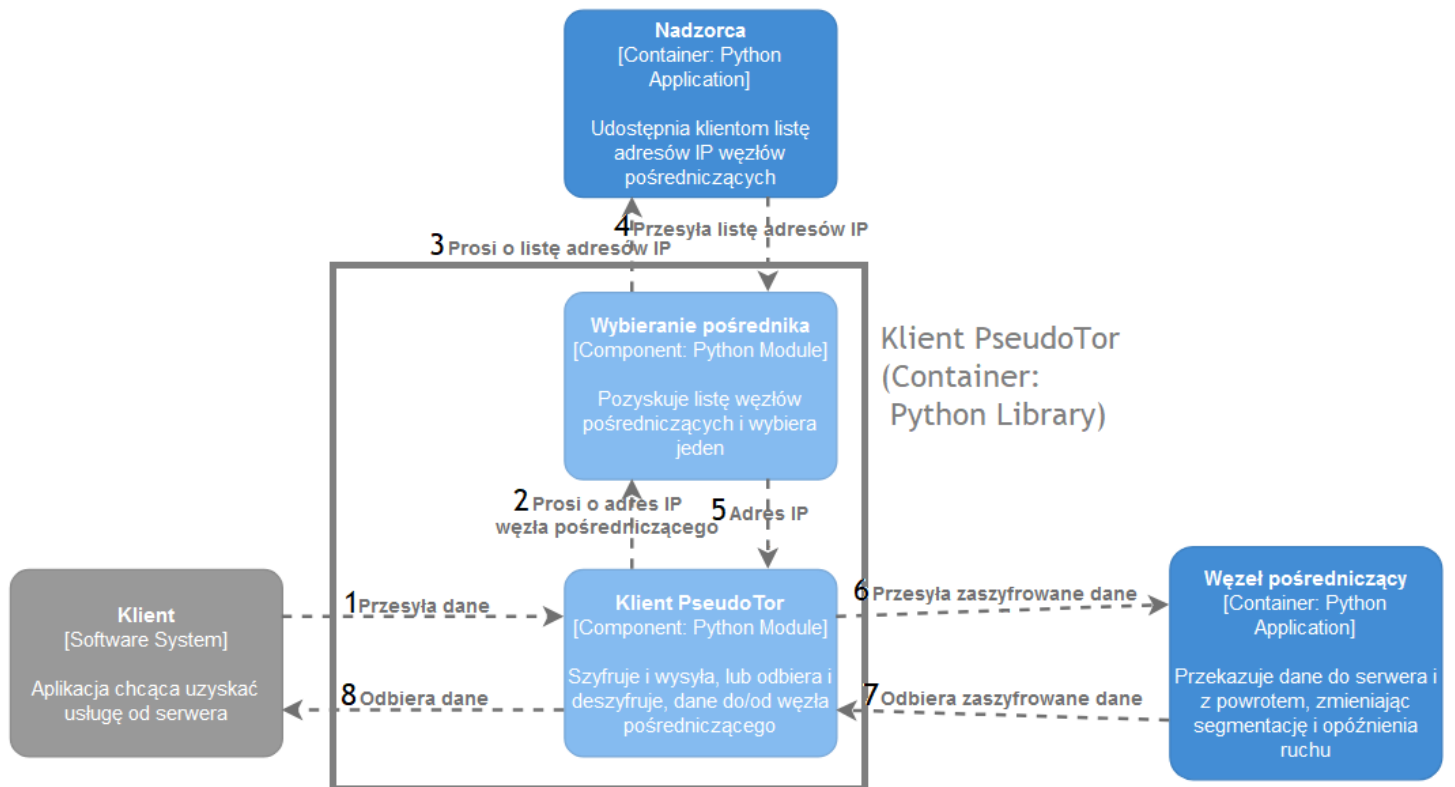 Nadzorca
[Container: Python
Application]
Udostępnia klientom listę
adresów IP węzłów
pośredniczących
3 Prosi o listę adresów IP
4 Przesyła listę adresów IP
Wybieranie pośrednika
[Component: Python Module]
Pozyskuje listę węzłów
pośredniczących i wybiera
jeden
Klient PseudoTor
(Container:
Python Library)
2 Prosi o adres IP
węzła pośredniczącego
5 Adres IP
Klient
[Software System]
Aplikacja chcąca uzyskać
usługę od serwera
1 Przesyła dane
8 Odbiera dane
Klient PseudoTor
[Component: Python Module]
Szyfruje i wysyła, lub odbiera i
deszyfruje, dane do/od węzła
pośredniczącego
6 Przesyła zaszyfrowane dane
7 Odbiera zaszyfrowane dane
Węzeł pośredniczący
[Container: Python
Application]
Przekazuje dane do serwera i
z powrotem, zmieniając
segmentację i opóźnienia
ruchu